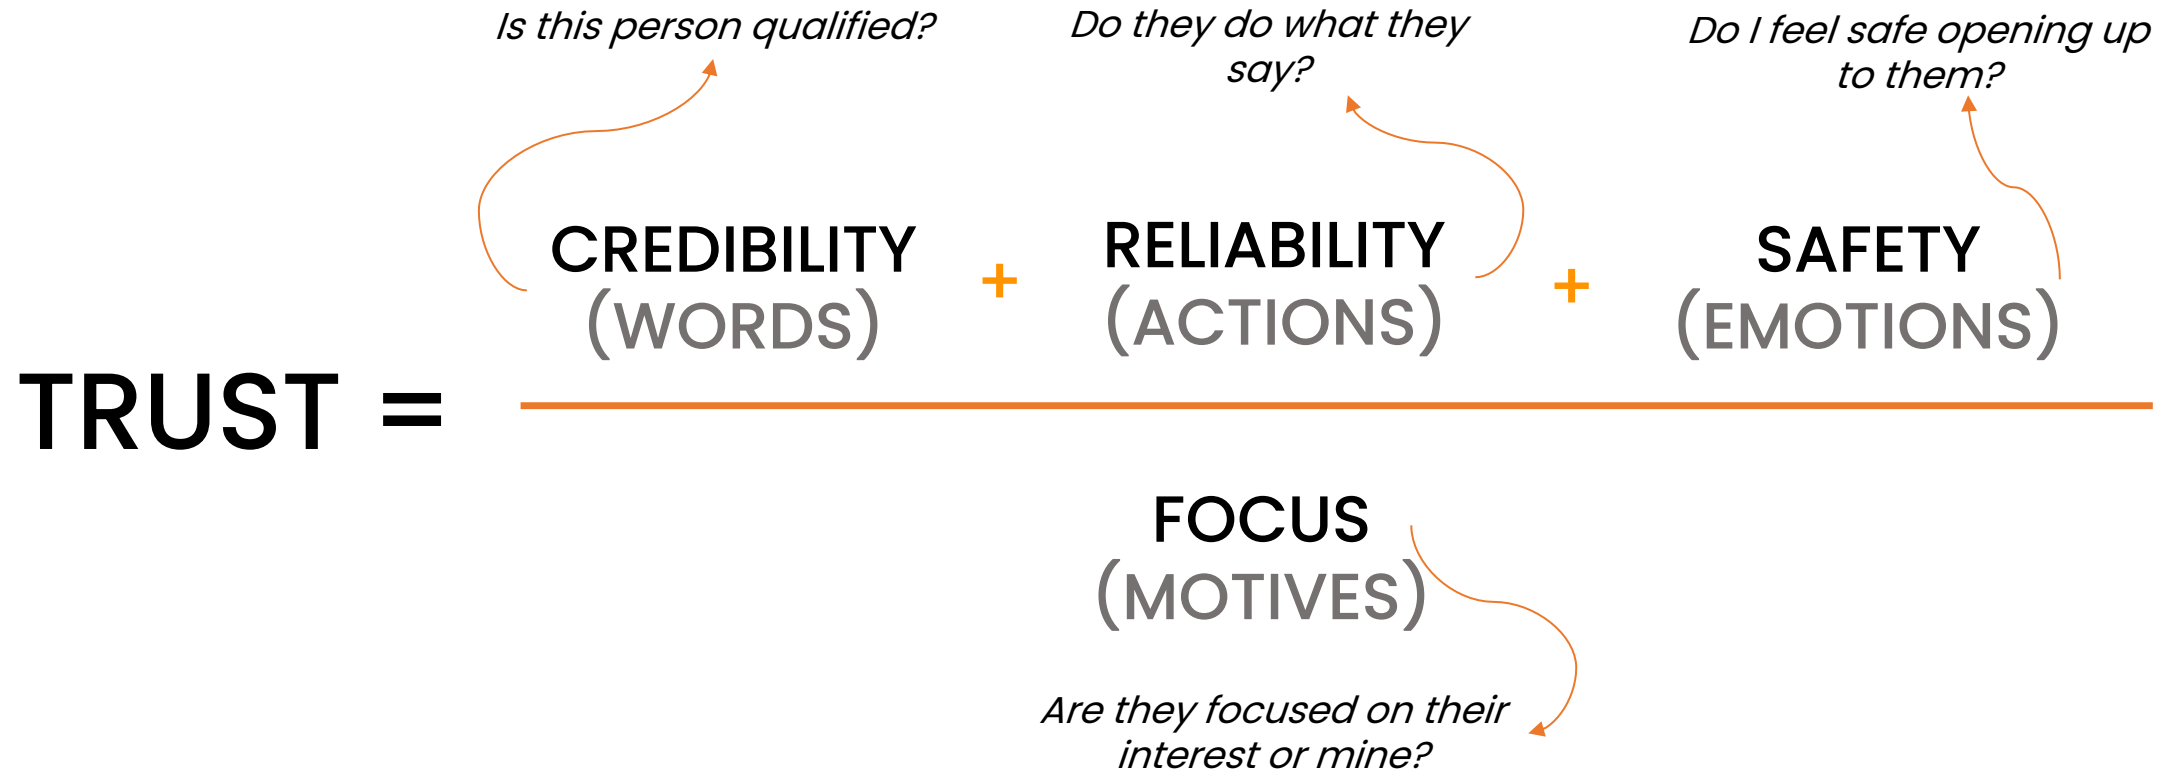 Is this person qualified?
Do they do what they
say?
Do I feel safe opening up
to them?
CREDIBILITY
(WORDS)
+
RELIABILITY
(ACTIONS)
+
SAFETY
(EMOTIONS)
TRUST =
FOCUS
(MOTIVES)
Are they focused on their
interest or mine?